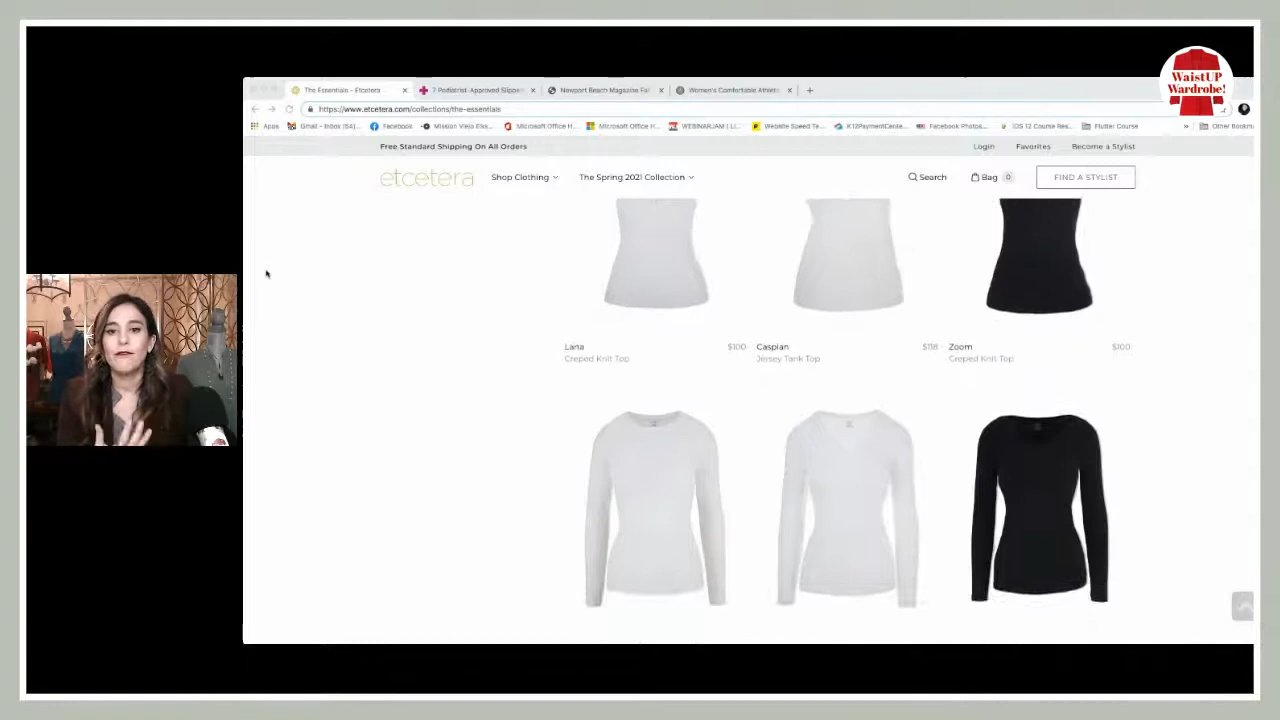 WaistUP
Wardrobe!
The Essentials – Etcetera
7 Podiatrist-Approved Slippe
Newport Beach Magazine Fal
Women's Comfortable Athleti
https://www.etcetera.com/collections/the-essentials
Apps
Gmail - Inbox (54)...
Facebook
Mission Viejo Eka...
Microsoft Office H...
Microsoft Office H...
WEBINARJAM | Li...
Website Speed Te...
K12PaymentCente...
Facebook Photos...
iOS 12 Course Res...
Flutter Course
»
Other Bookm
Free Standard Shipping On All Orders
Login
Favorites
Become a Stylist
etcetera
Shop Clothing
The Spring 2021 Collection
Search
Bag 0
FIND A STYLIST
Lana $100
Creped Knit Top
Caspian $118
Jersey Tank Top
Zoom $100
Creped Knit Top